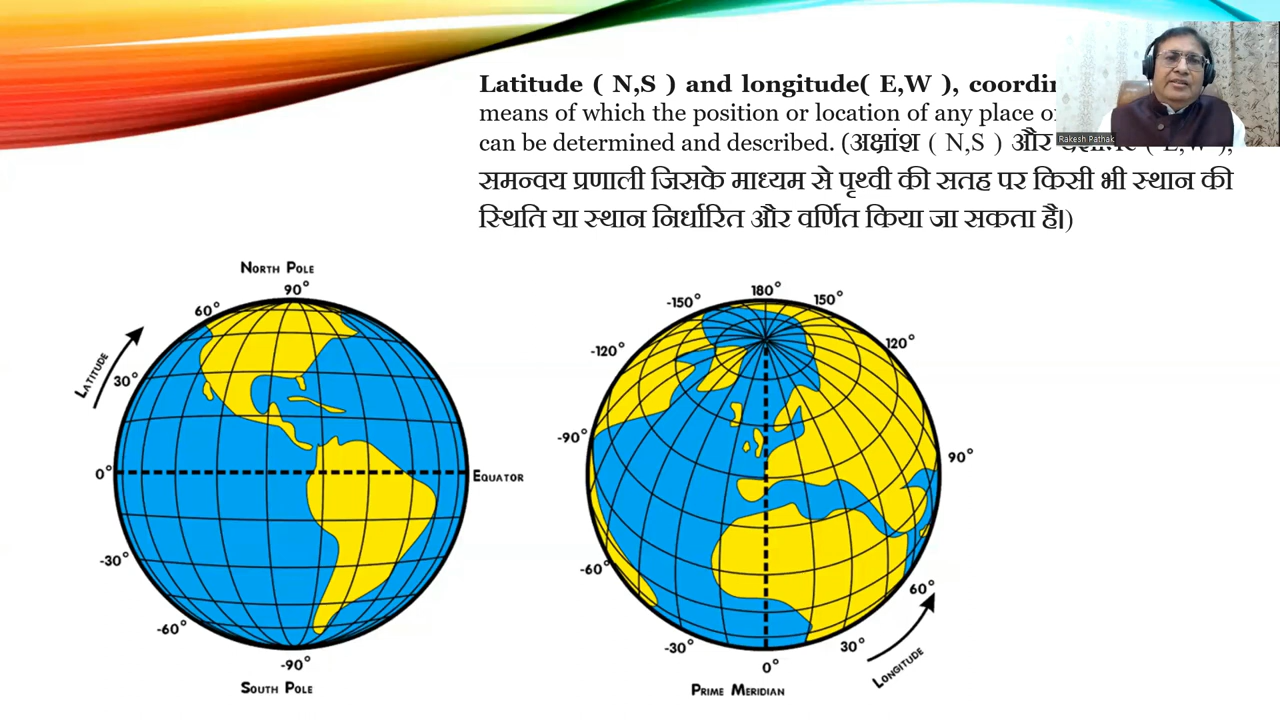 Latitude ( N,S ) and longitude( E,W ),
means of which the position or location of any place
can be determined and described. (अक्षांश ( N,S ) और
समन्वय प्रणाली जिसके माध्यम से पृथ्वी की सतह पर किसी भी स्थान की
स्थिति या स्थान निर्धारित और वर्णित किया जा सकता है।)
Rakesh Pathak
NORTH POLE
90°
60°
LATITUDE
30°
0°
EQUATOR
-30°
-60°
-90°
SOUTH POLE
180°
-150°
150°
-120°
120°
-90°
90°
-60°
60°
-30°
30°
0°
LONGITUDE
PRIME MERIDIAN